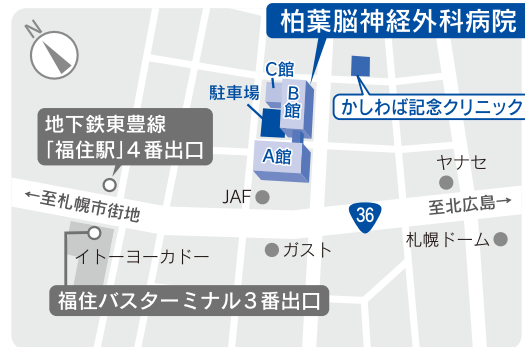 N
柏葉脳神経外科病院
C館
B
館
駐車場
かしわば記念クリニック
地下鉄東豊線
「福住駅」4番出口
A館
ヤナセ
JAF
←至札幌市街地
36
至北広島→
イトーヨーカドー
ガスト
札幌ドーム
福住バスターミナル3番出口